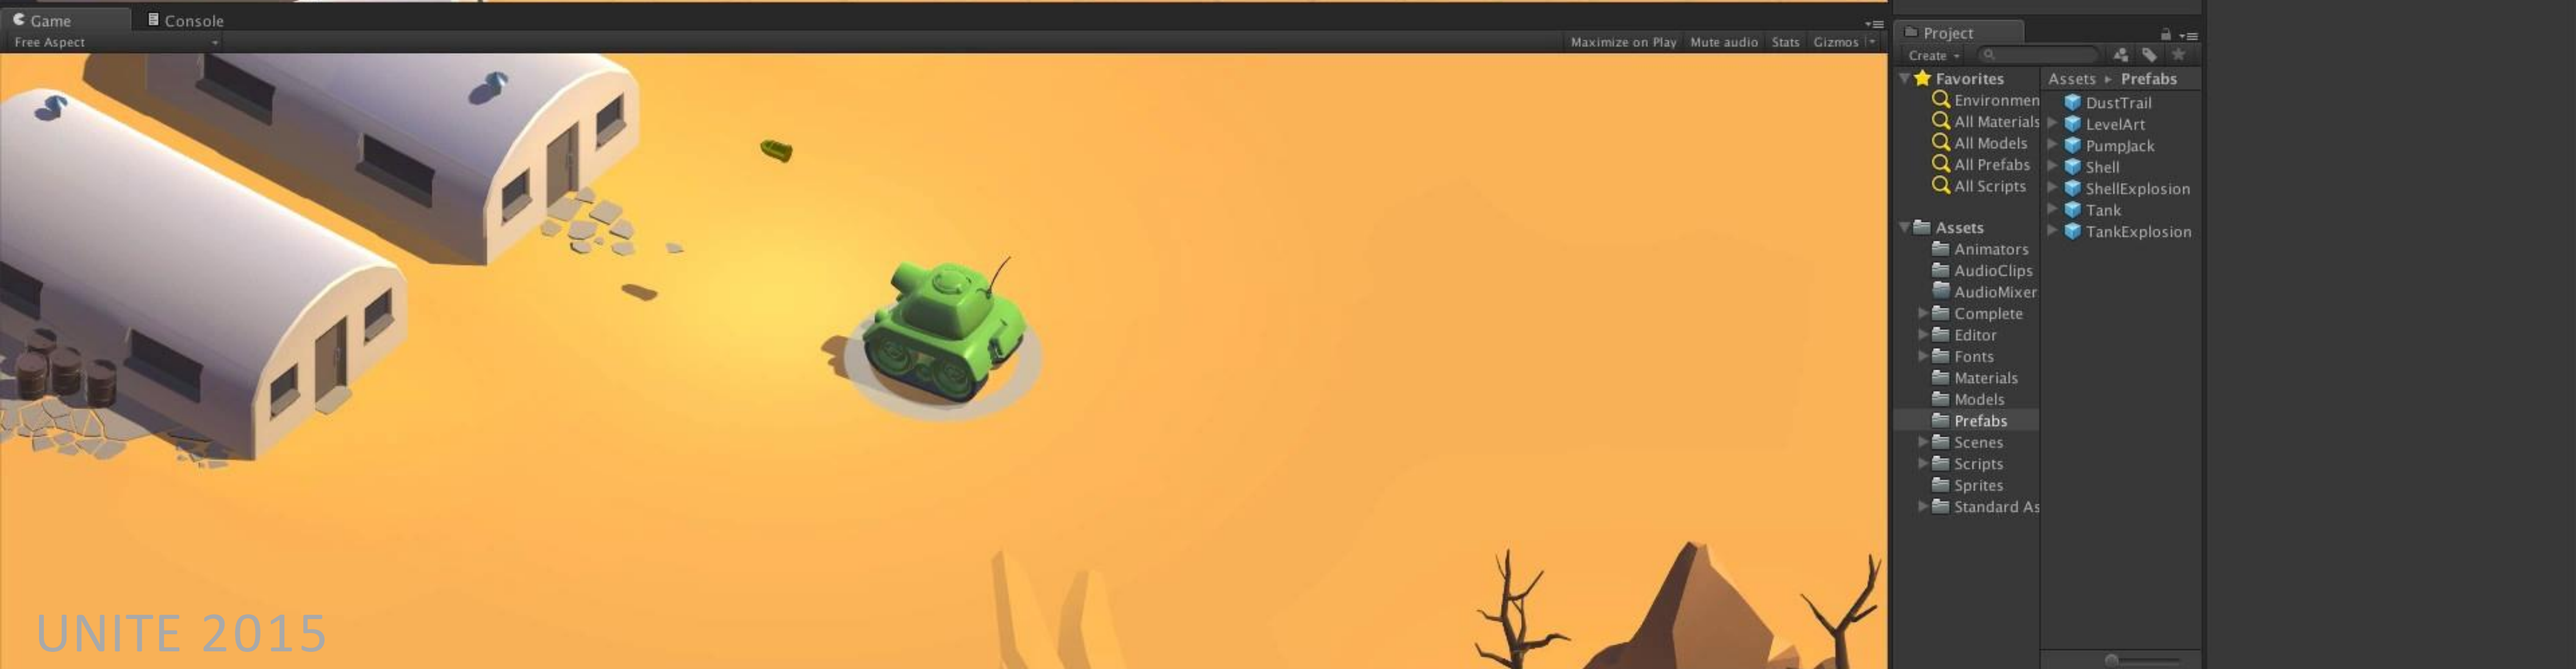 Game
Console
Free Aspect
Maximize on Play
Mute audio
Stats
Gizmos
Project
Create
Favorites
Environmen
All Materials
All Models
All Prefabs
All Scripts
Assets
Animators
AudioClips
AudioMixer
Complete
Editor
Fonts
Materials
Models
Prefabs
Scenes
Scripts
Sprites
Standard As
Assets ▸ Prefabs
DustTrail
LevelArt
PumpJack
Shell
ShellExplosion
Tank
TankExplosion
UNITE 2015